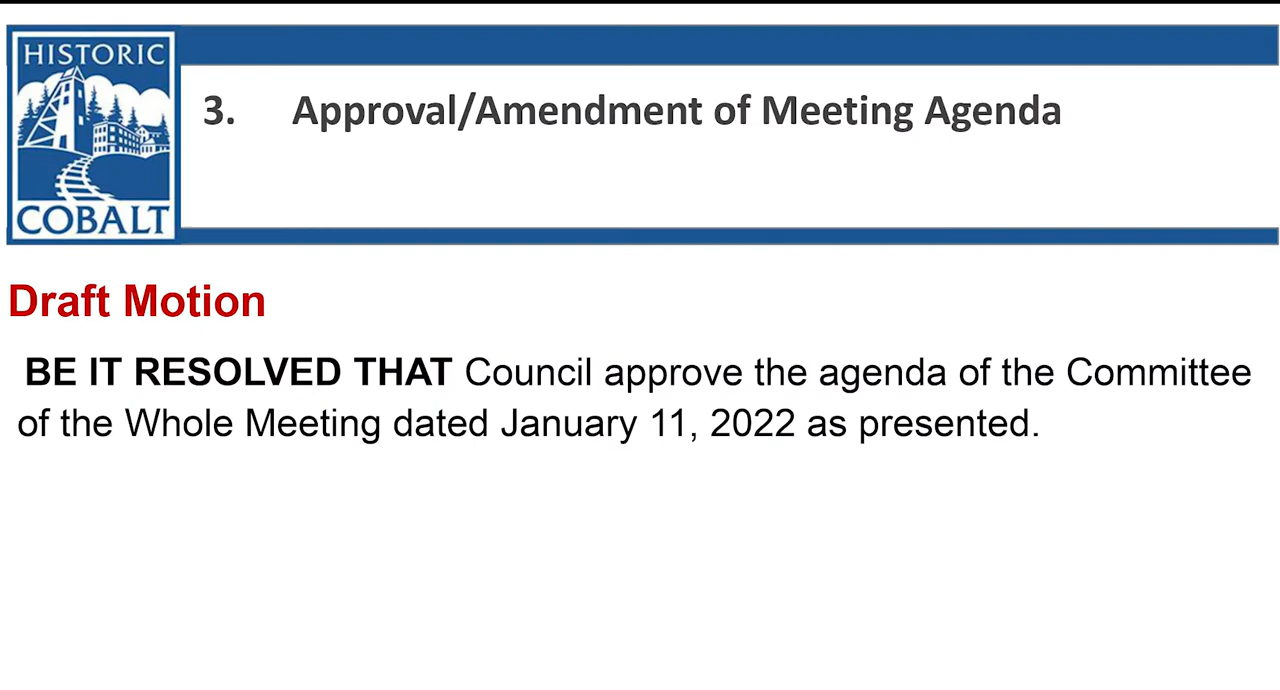 HISTORIC
COBALT
3. Approval/Amendment of Meeting Agenda
Draft Motion
BE IT RESOLVED THAT Council approve the agenda of the Committee
of the Whole Meeting dated January 11, 2022 as presented.